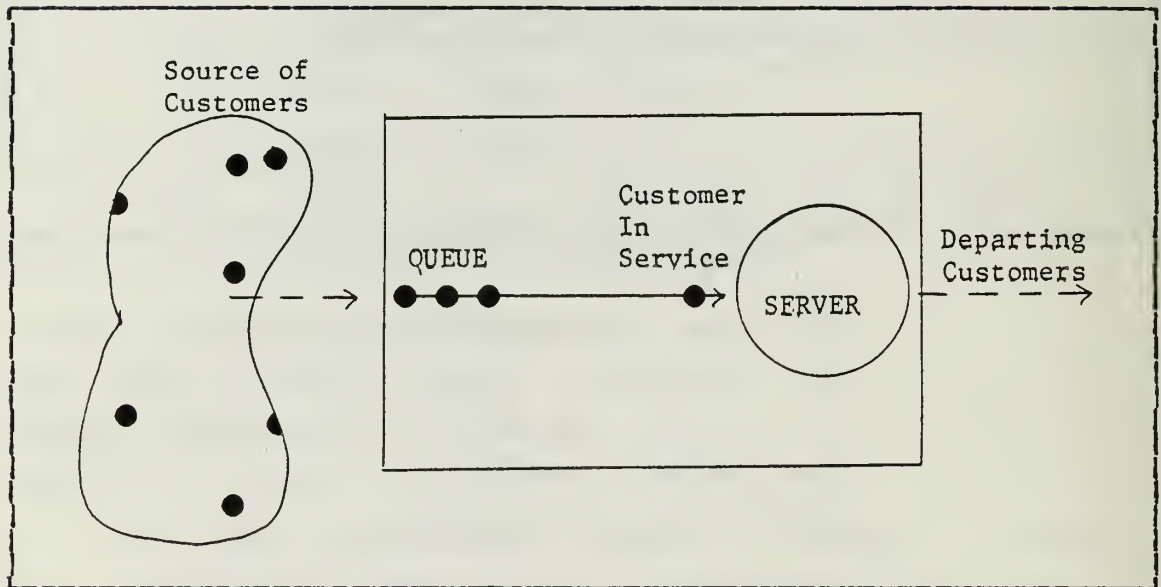 Source of
Customers
QUEUE
Customer
In
Service
SERVER
Departing
Customers